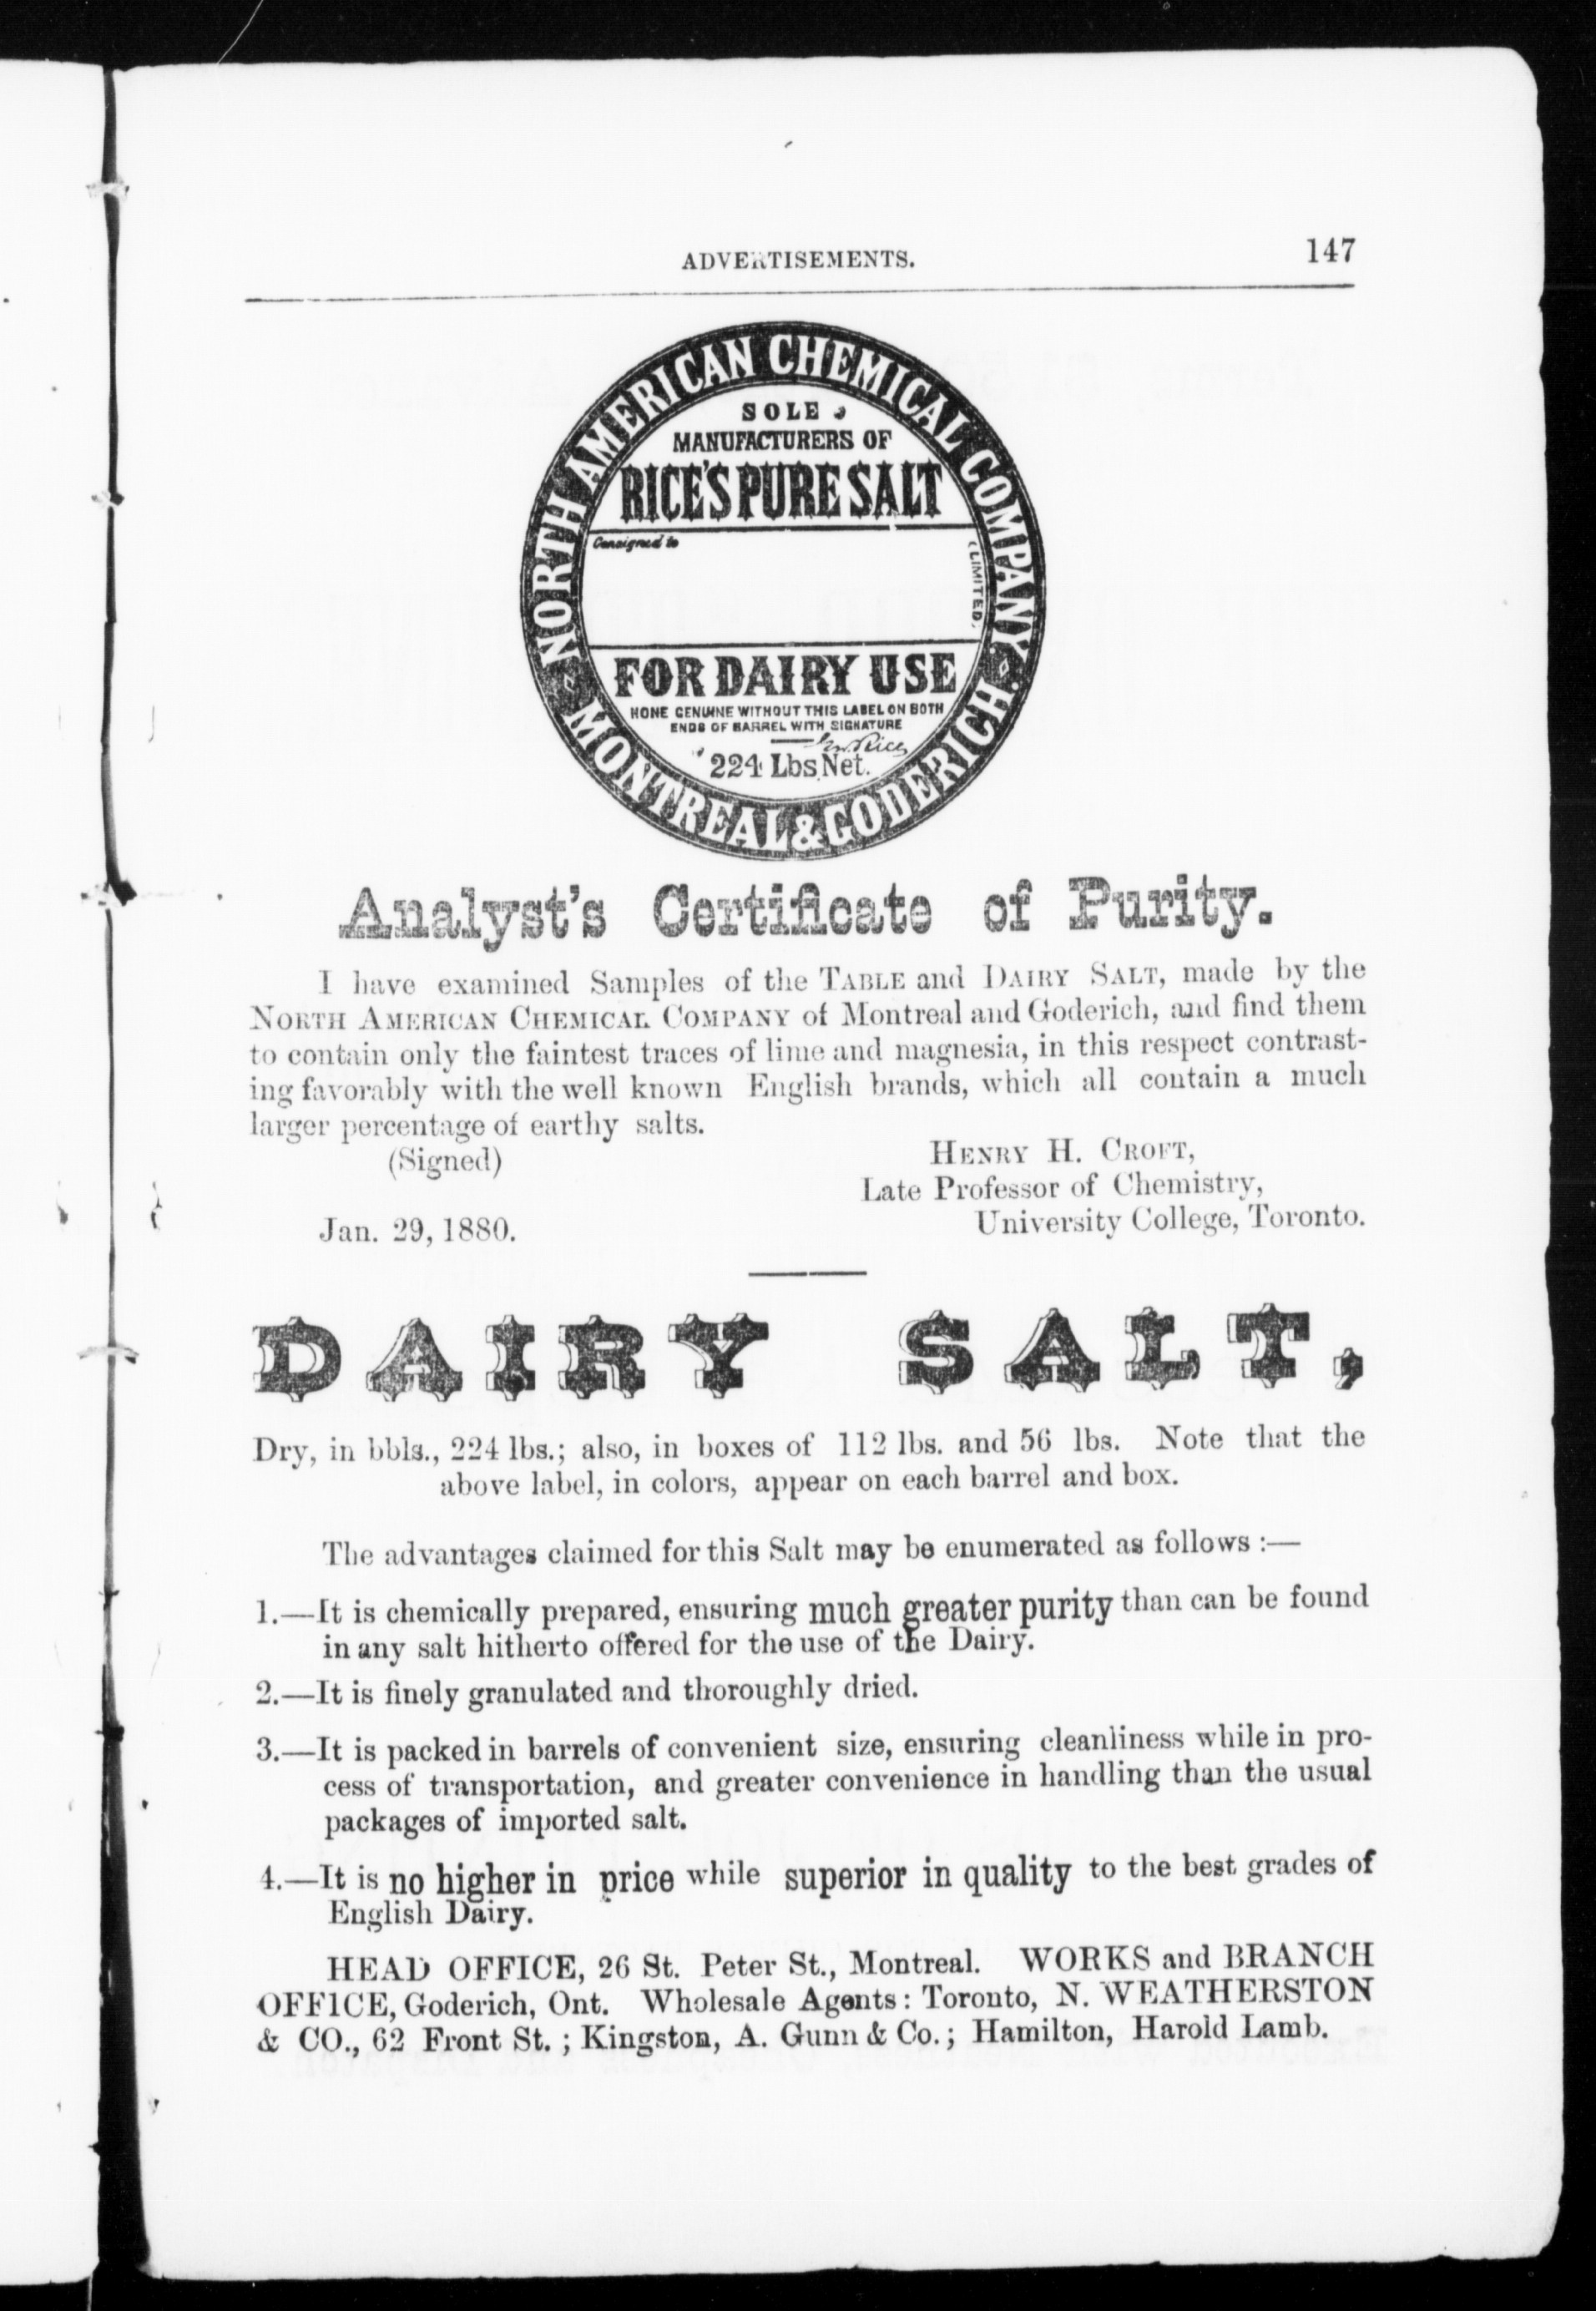 ADVERTISEMENTS.
147
NORTH AMERICAN CHEMICAL COMPANY
(LIMITED)
SOLE
MANUFACTURERS OF
RICE'S PURE SALT
Consigned to
FOR DAIRY USE
NONE GENUINE WITHOUT THIS LABEL ON BOTH
ENDS OF BARREL WITH SIGNATURE
Rice
224 Lbs Net.
MONTREAL & GODERICH.
Analyst's Certificate of Purity.
I have examined Samples of the TABLE and DAIRY SALT, made by the
NORTH AMERICAN CHEMICAL COMPANY of Montreal and Goderich, and find them
to contain only the faintest traces of lime and magnesia, in this respect contrast-
ing favorably with the well known English brands, which all contain a much
larger percentage of earthy salts.
(Signed)
HENRY H. CROFT,
Late Professor of Chemistry,
University College, Toronto.
Jan. 29, 1880.
DAIRY SALT,
Dry, in bbls., 224 lbs.; also, in boxes of 112 lbs. and 56 lbs. Note that the
above label, in colors, appear on each barrel and box.
The advantages claimed for this Salt may be enumerated as follows :—
1.—It is chemically prepared, ensuring much greater purity than can be found
in any salt hitherto offered for the use of the Dairy.
2.—It is finely granulated and thoroughly dried.
3.—It is packed in barrels of convenient size, ensuring cleanliness while in pro-
cess of transportation, and greater convenience in handling than the usual
packages of imported salt.
4.—It is no higher in price while superior in quality to the best grades of
English Dairy.
HEAD OFFICE, 26 St. Peter St., Montreal. WORKS and BRANCH
OFFICE, Goderich, Ont. Wholesale Agents: Toronto, N. WEATHERSTON
& CO., 62 Front St. ; Kingston, A. Gunn & Co. ; Hamilton, Harold Lamb.